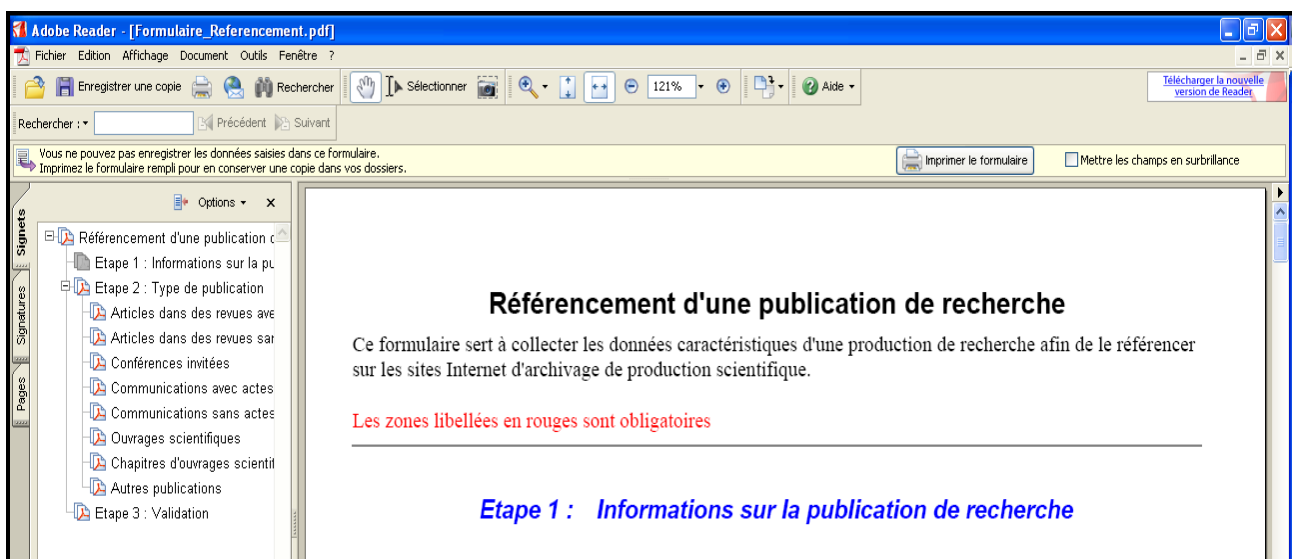 Adobe Reader - [Formulaire_Referencement.pdf]
Fichier Edition Affichage Document Outils Fenêtre ?
Enregistrer une copie Rechercher Sélectionner 121% Aide
Télécharger la nouvelle
version de Reader
Rechercher : Précédent Suivant
Vous ne pouvez pas enregistrer les données saisies dans ce formulaire.
Imprimez le formulaire rempli pour en conserver une copie dans vos dossiers.
Imprimer le formulaire Mettre les champs en surbrillance
Signets
Signatures
Pages
Options x
Référencement d'une publication c
Etape 1 : Informations sur la pu
Etape 2 : Type de publication
Articles dans des revues ave
Articles dans des revues sar
Conférences invitées
Communications avec actes
Communications sans actes
Ouvrages scientifiques
Chapitres d'ouvrages scientif
Autres publications
Etape 3 : Validation
Référencement d'une publication de recherche
Ce formulaire sert à collecter les données caractéristiques d'une production de recherche afin de le référencer
sur les sites Internet d'archivage de production scientifique.
Les zones libellées en rouges sont obligatoires
Etape 1 : Informations sur la publication de recherche